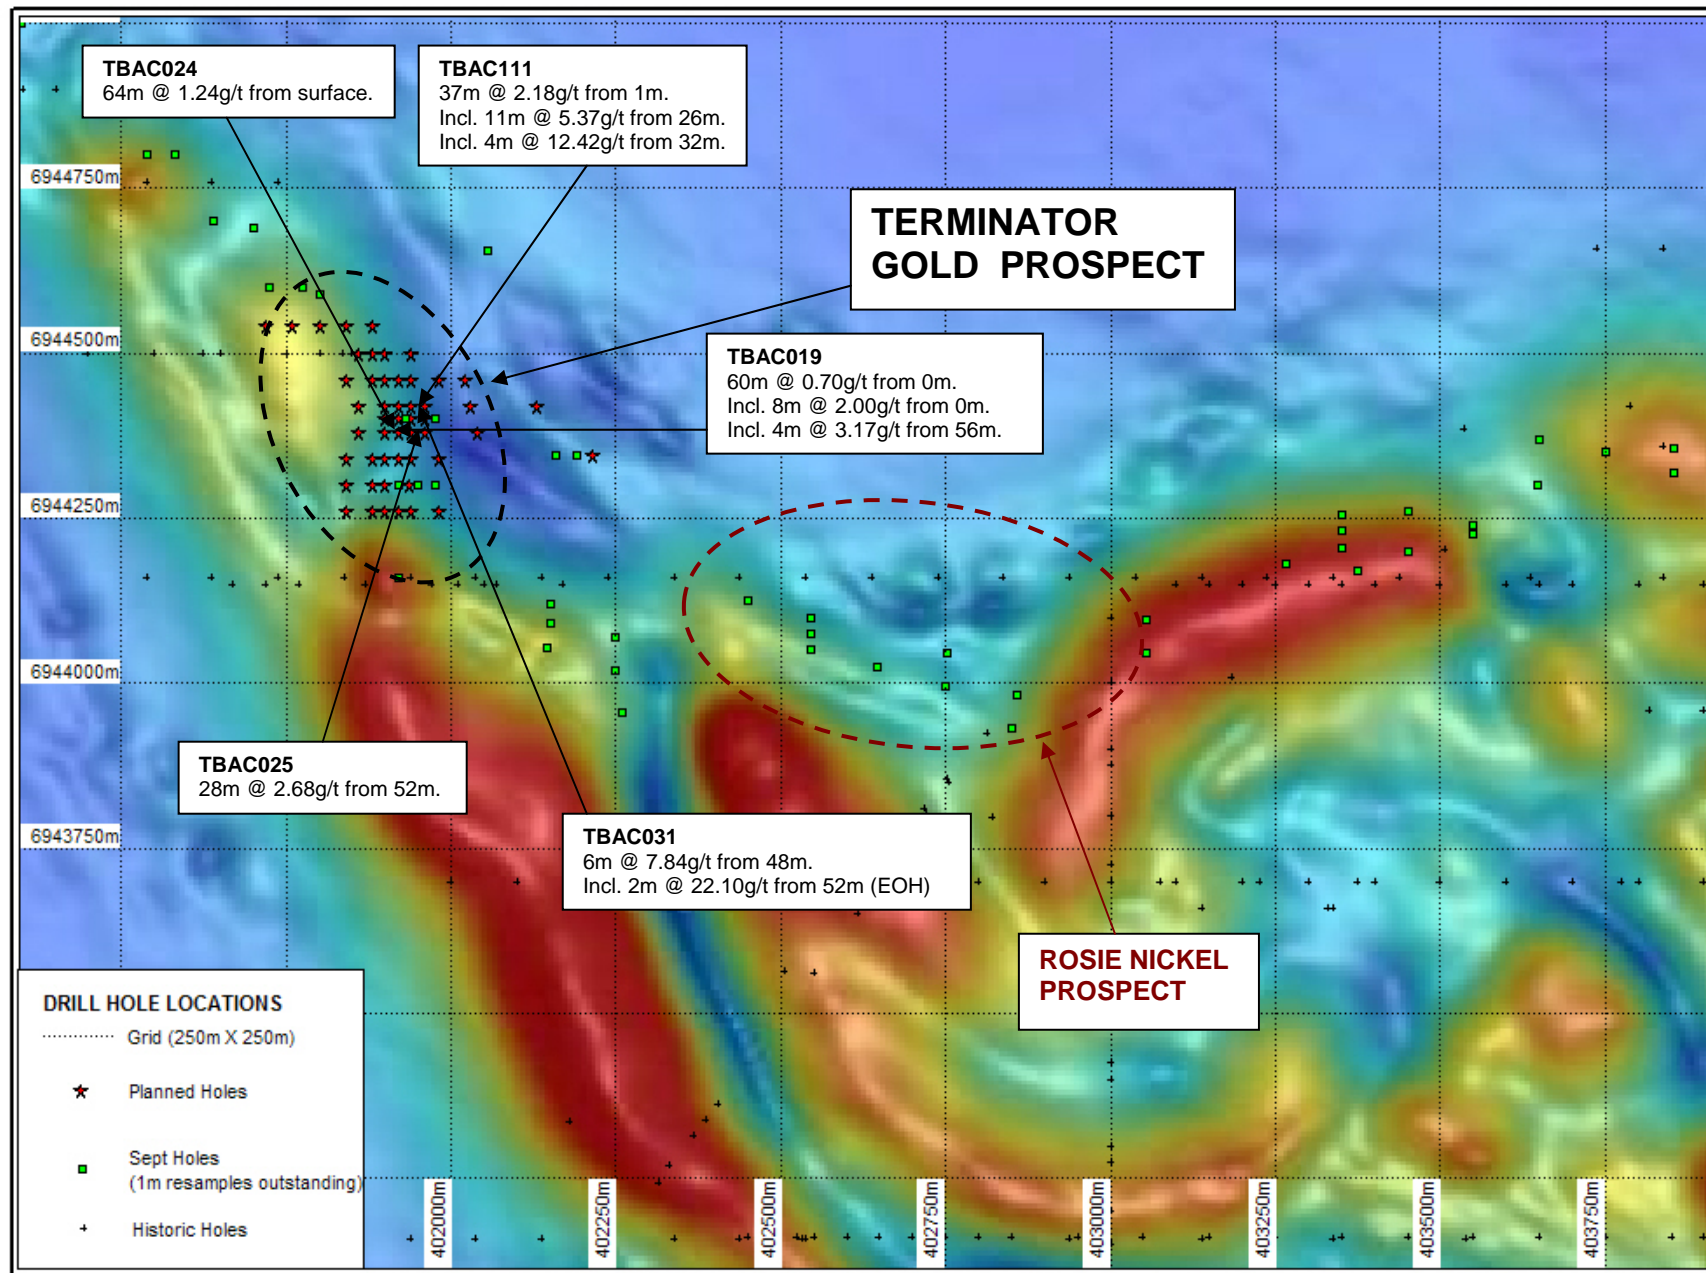 TBAC024
64m @ 1.24g/t from surface.
TBAC111
37m @ 2.18g/t from 1m.
Incl. 11m @ 5.37g/t from 26m.
Incl. 4m @ 12.42g/t from 32m.
6944750m
TERMINATOR
GOLD PROSPECT
6944500m
TBAC019
60m @ 0.70g/t from 0m.
Incl. 8m @ 2.00g/t from 0m.
Incl. 4m @ 3.17g/t from 56m.
6944250m
6944000m
TBAC025
28m @ 2.68g/t from 52m.
6943750m
TBAC031
6m @ 7.84g/t from 48m.
Incl. 2m @ 22.10g/t from 52m (EOH)
ROSIE NICKEL
PROSPECT
DRILL HOLE LOCATIONS
Grid (250m X 250m)
Planned Holes
Sept Holes
(1m resamples outstanding)
Historic Holes
402000m
402250m
402500m
402750m
403000m
403250m
403500m
403750m